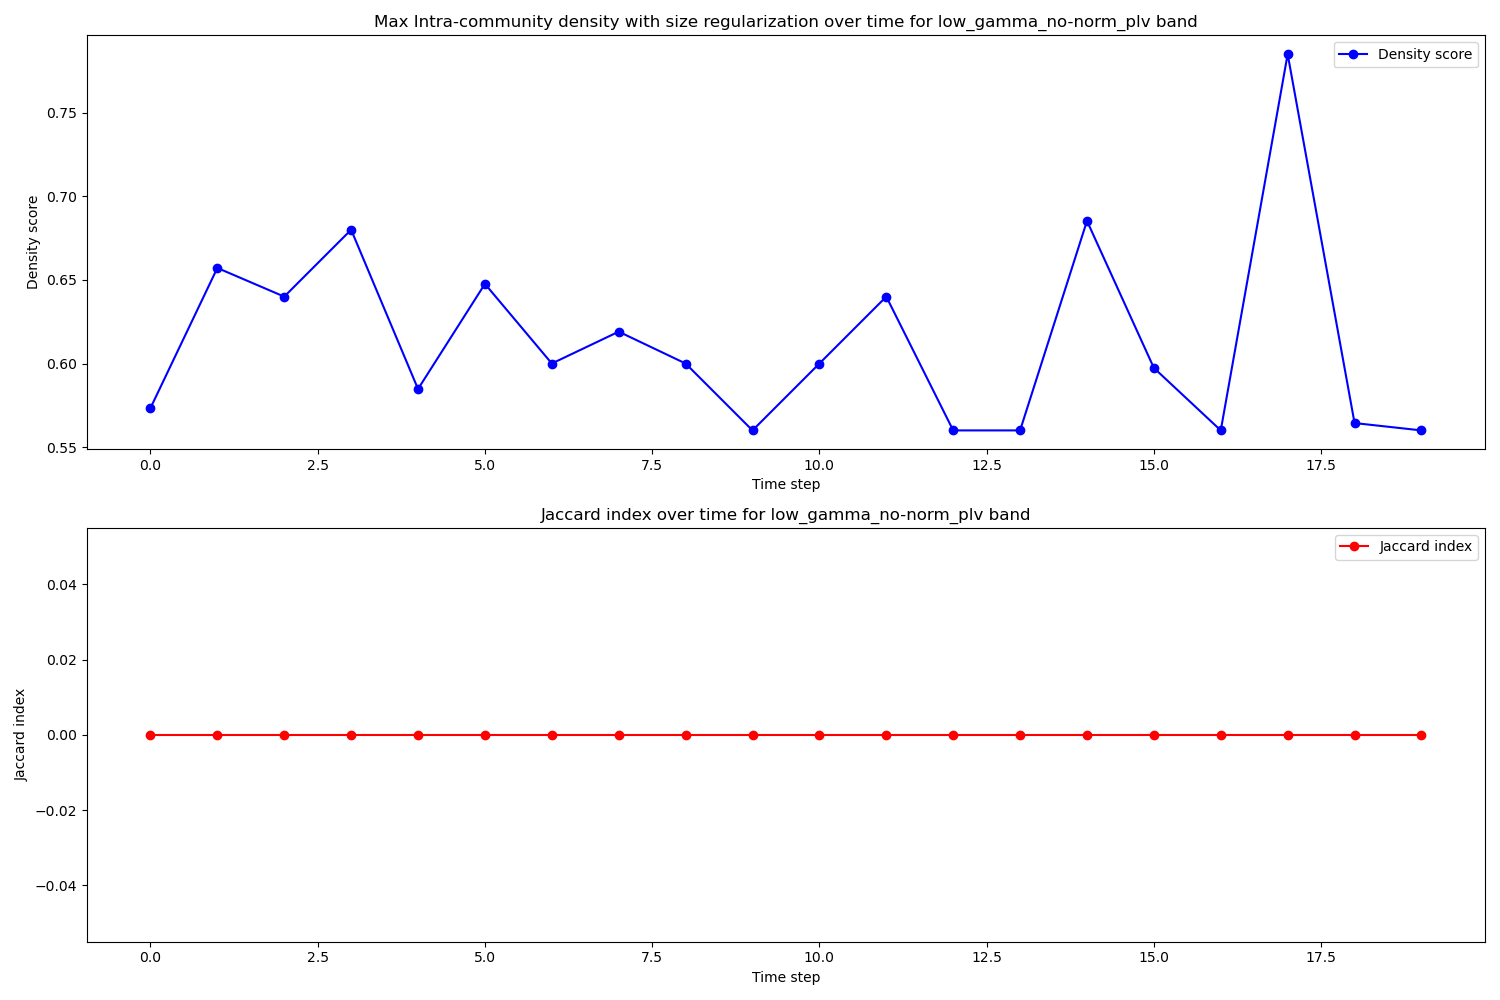 Max Intra-community density with size regularization over time for low_gamma_no-norm_plv band
Density score
0.75
0.70
0.65
0.60
0.55
Density score
0.0 2.5 5.0 7.5 10.0 12.5 15.0 17.5
Time step
Jaccard index over time for low_gamma_no-norm_plv band
Jaccard index
0.04
0.02
0.00
−0.02
−0.04
Jaccard index
0.0 2.5 5.0 7.5 10.0 12.5 15.0 17.5
Time step